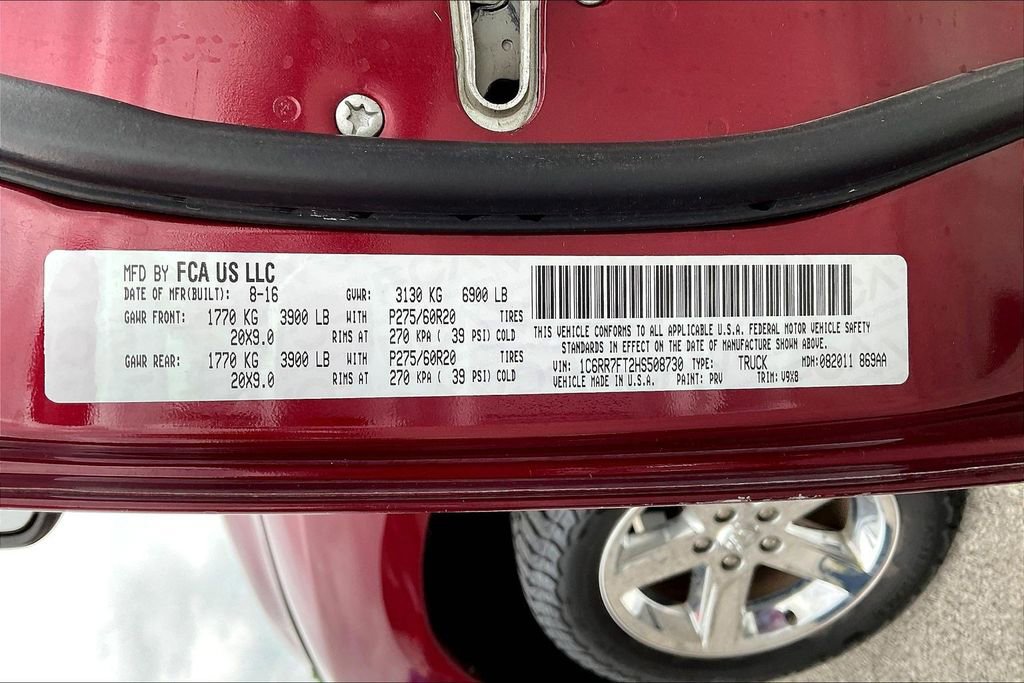 MFD BY FCA US LLC
DATE OF MFR(BUILT): 8-16 GVWR: 3130 KG 6900 LB
GAWR FRONT: 1770 KG 3900 LB WITH P275/60R20 TIRES
20X9.0 RIMS AT 270 KPA ( 39 PSI) COLD
GAWR REAR: 1770 KG 3900 LB WITH P275/60R20 TIRES
20X9.0 RIMS AT 270 KPA ( 39 PSI) COLD
THIS VEHICLE CONFORMS TO ALL APPLICABLE U.S.A. FEDERAL MOTOR VEHICLE SAFETY
STANDARDS IN EFFECT ON THE DATE OF MANUFACTURE SHOWN ABOVE.
VIN: 1C6RR7FT2HS508730 TYPE: TRUCK MDH:082011 869AA
VEHICLE MADE IN U.S.A. PAINT: PRV TRIM: V9X8